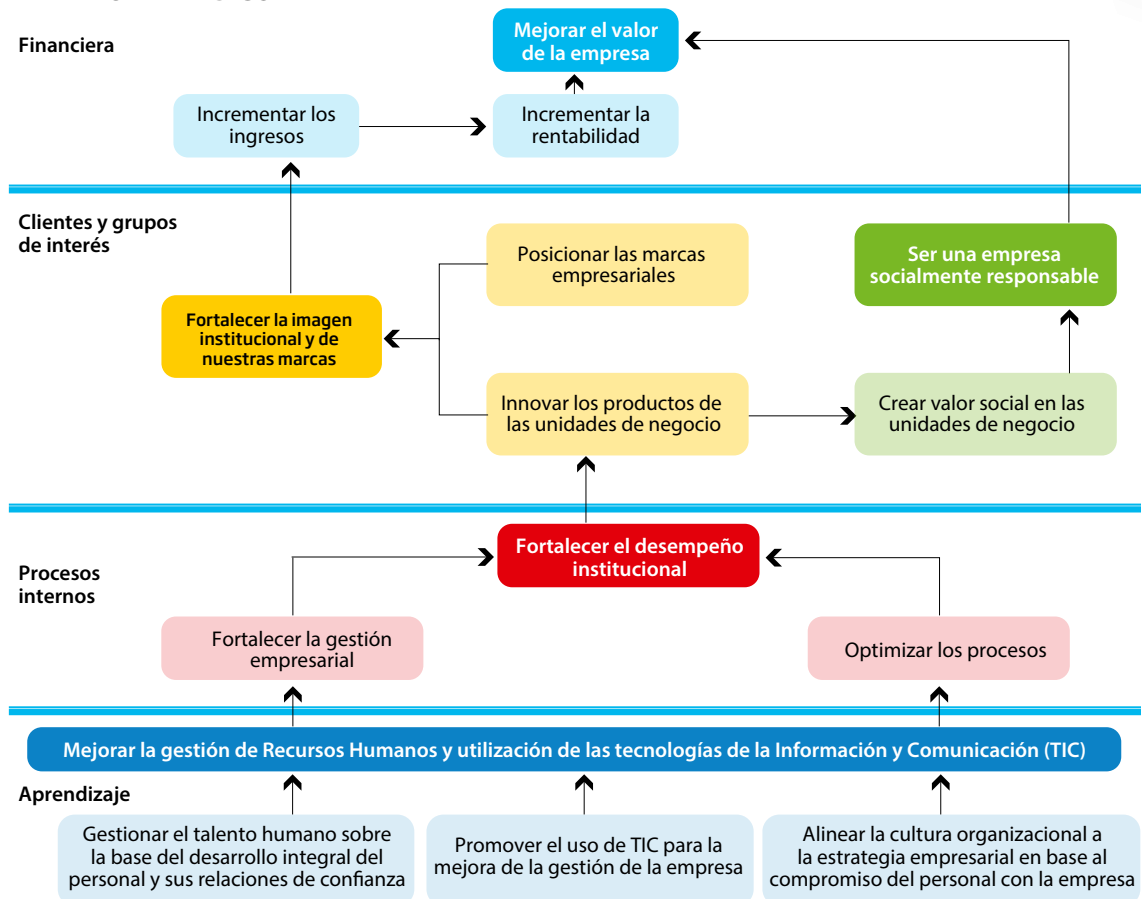 Financiera
Mejorar el valor
de la empresa
Incrementar los
ingresos
Incrementar la
rentabilidad
Clientes y grupos
de interés
Posicionar las marcas
empresariales
Ser una empresa
socialmente responsable
Fortalecer la imagen
institucional y de
nuestras marcas
Innovar los productos de
las unidades de negocio
Crear valor social en las
unidades de negocio
Procesos
internos
Fortalecer el desempeño
institucional
Fortalecer la gestión
empresarial
Optimizar los procesos
Mejorar la gestión de Recursos Humanos y utilización de las tecnologías de la Información y Comunicación (TIC)
Aprendizaje
Gestionar el talento humano sobre
la base del desarrollo integral del
personal y sus relaciones de confianza
Promover el uso de TIC para la
mejora de la gestión de la empresa
Alinear la cultura organizacional a
la estrategia empresarial en base al
compromiso del personal con la empresa